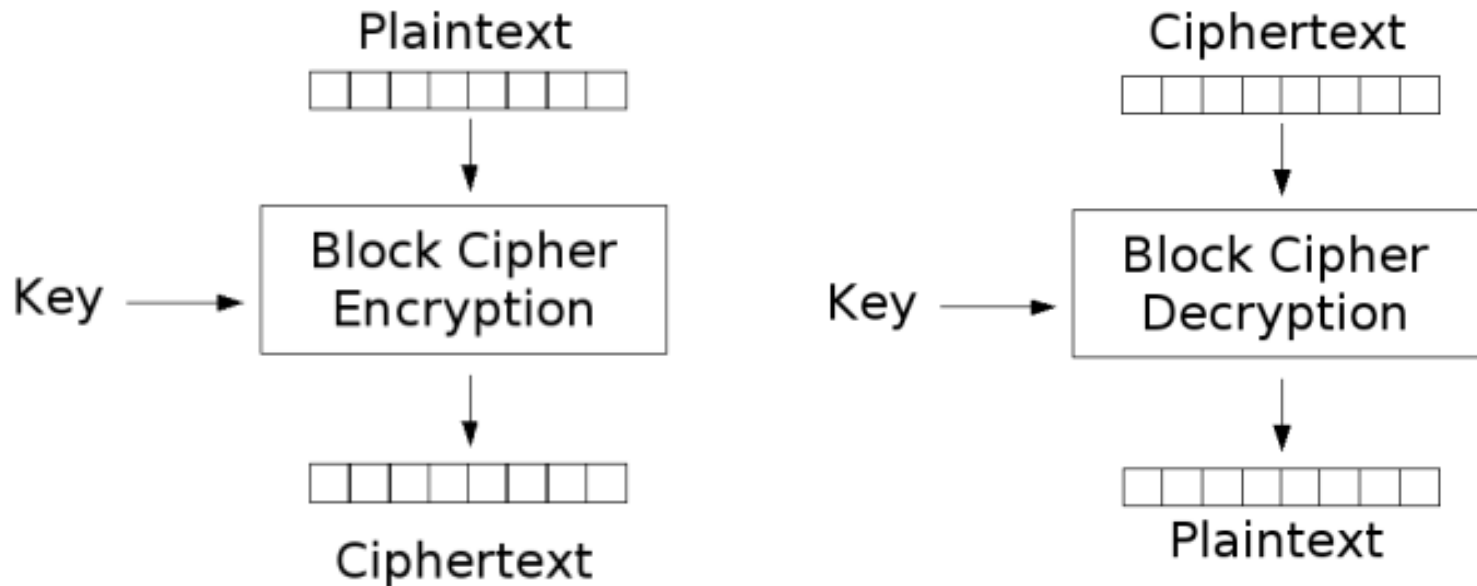 Plaintext
Key
Block Cipher
Encryption
Ciphertext
Ciphertext
Key
Block Cipher
Decryption
Plaintext